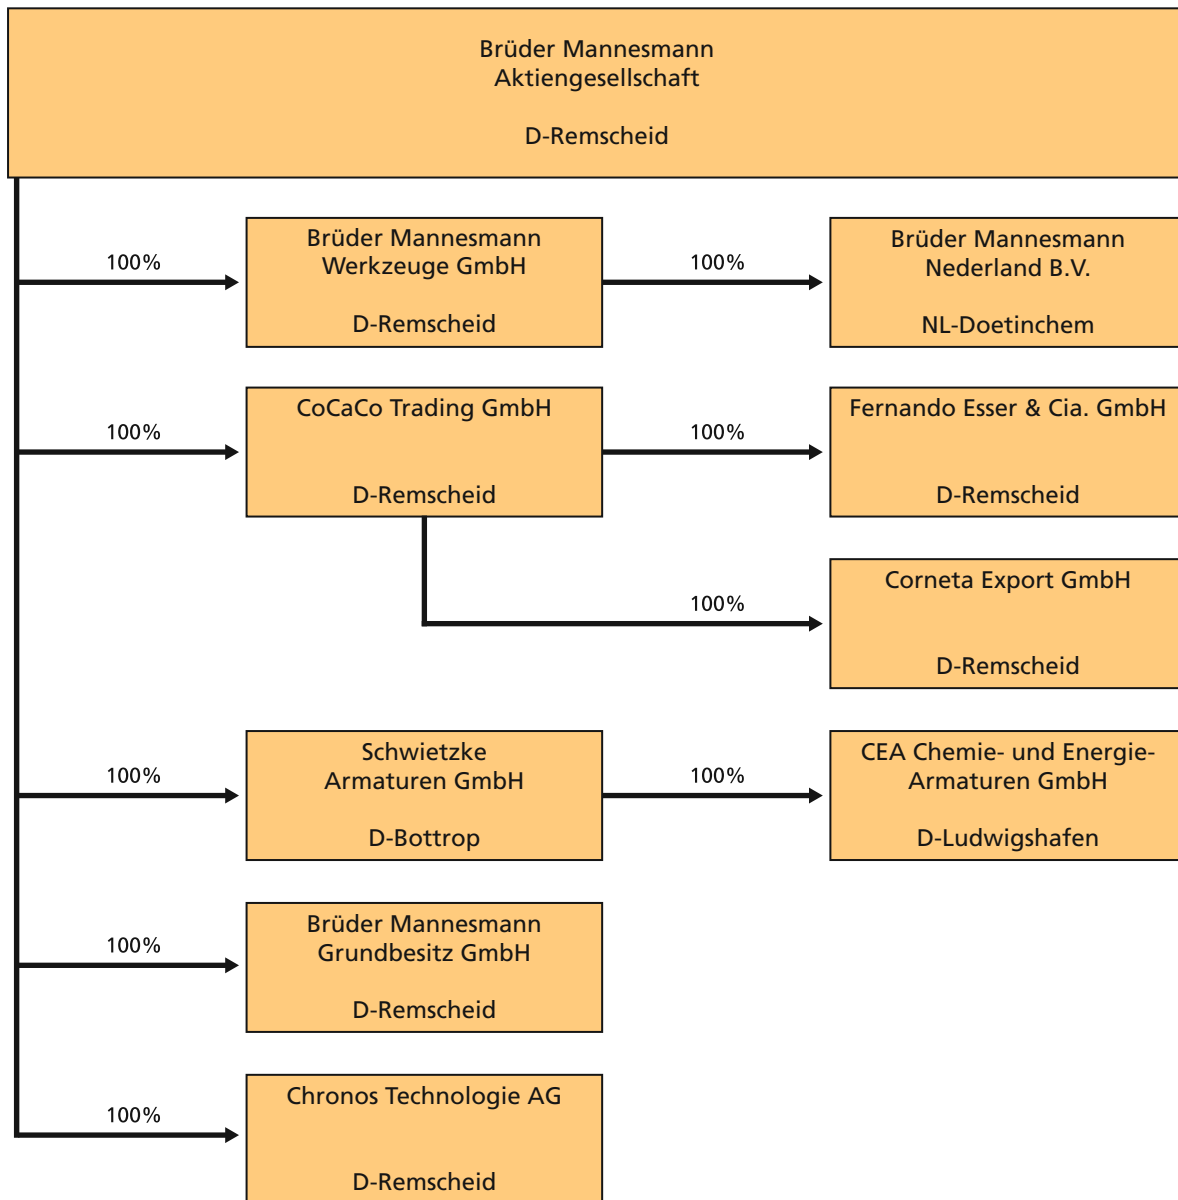 Brüder Mannesmann
Aktiengesellschaft
D-Remscheid
100%
Brüder Mannesmann
Werkzeuge GmbH
D-Remscheid
100%
Brüder Mannesmann
Nederland B.V.
NL-Doetinchem
100%
CoCaCo Trading GmbH
D-Remscheid
100%
Fernando Esser & Cia. GmbH
D-Remscheid
100%
Corneta Export GmbH
D-Remscheid
100%
Schwietzke
Armaturen GmbH
D-Bottrop
100%
CEA Chemie- und Energie-
Armaturen GmbH
D-Ludwigshafen
100%
Brüder Mannesmann
Grundbesitz GmbH
D-Remscheid
100%
Chronos Technologie AG
D-Remscheid